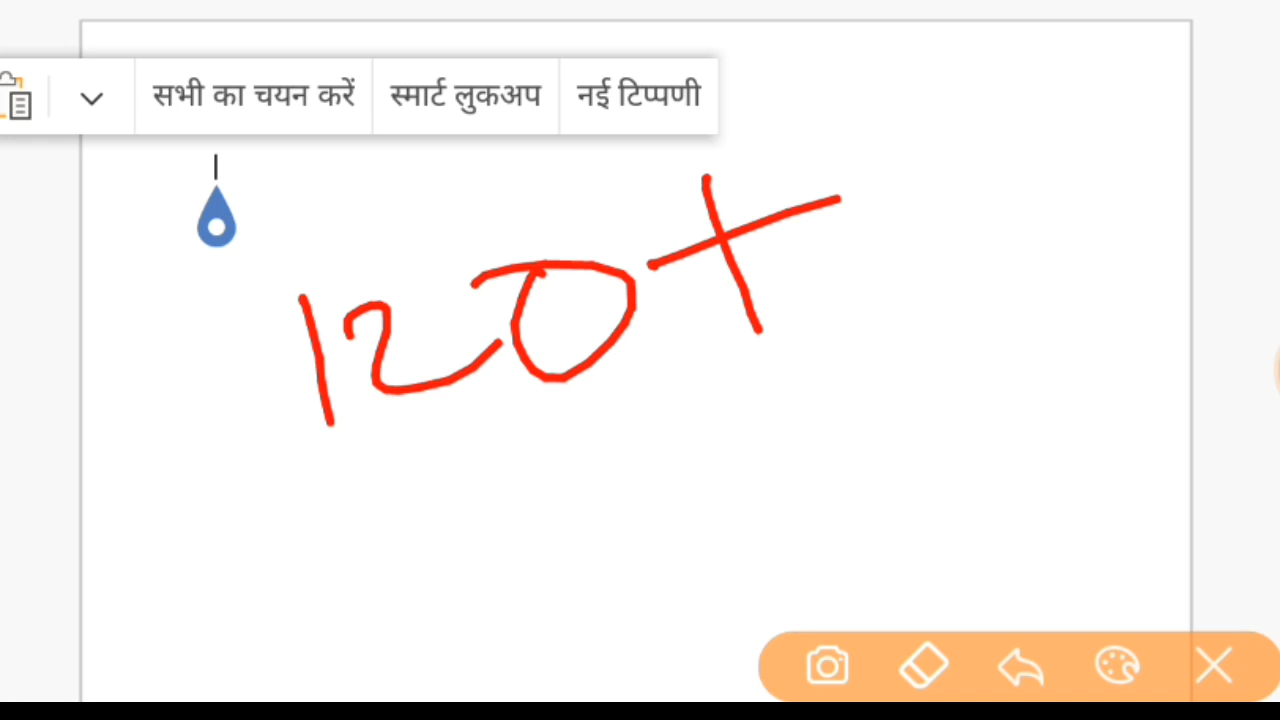 सभी का चयन करें स्मार्ट लुकअप नई टिप्पणी
120+